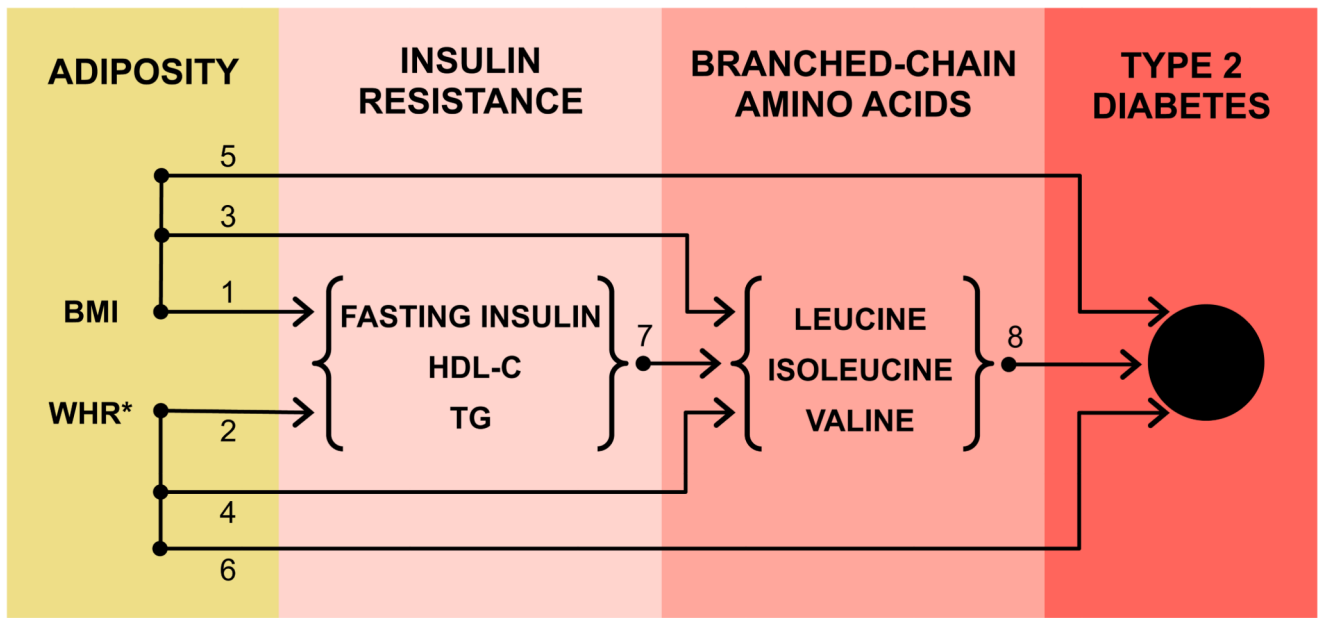 ADIPOSITY
INSULIN
RESISTANCE
BRANCHED-CHAIN
AMINO ACIDS
TYPE 2
DIABETES
5
3
1
BMI
FASTING INSULIN
HDL-C
TG
7
LEUCINE
ISOLEUCINE
VALINE
8
WHR*
2
4
6